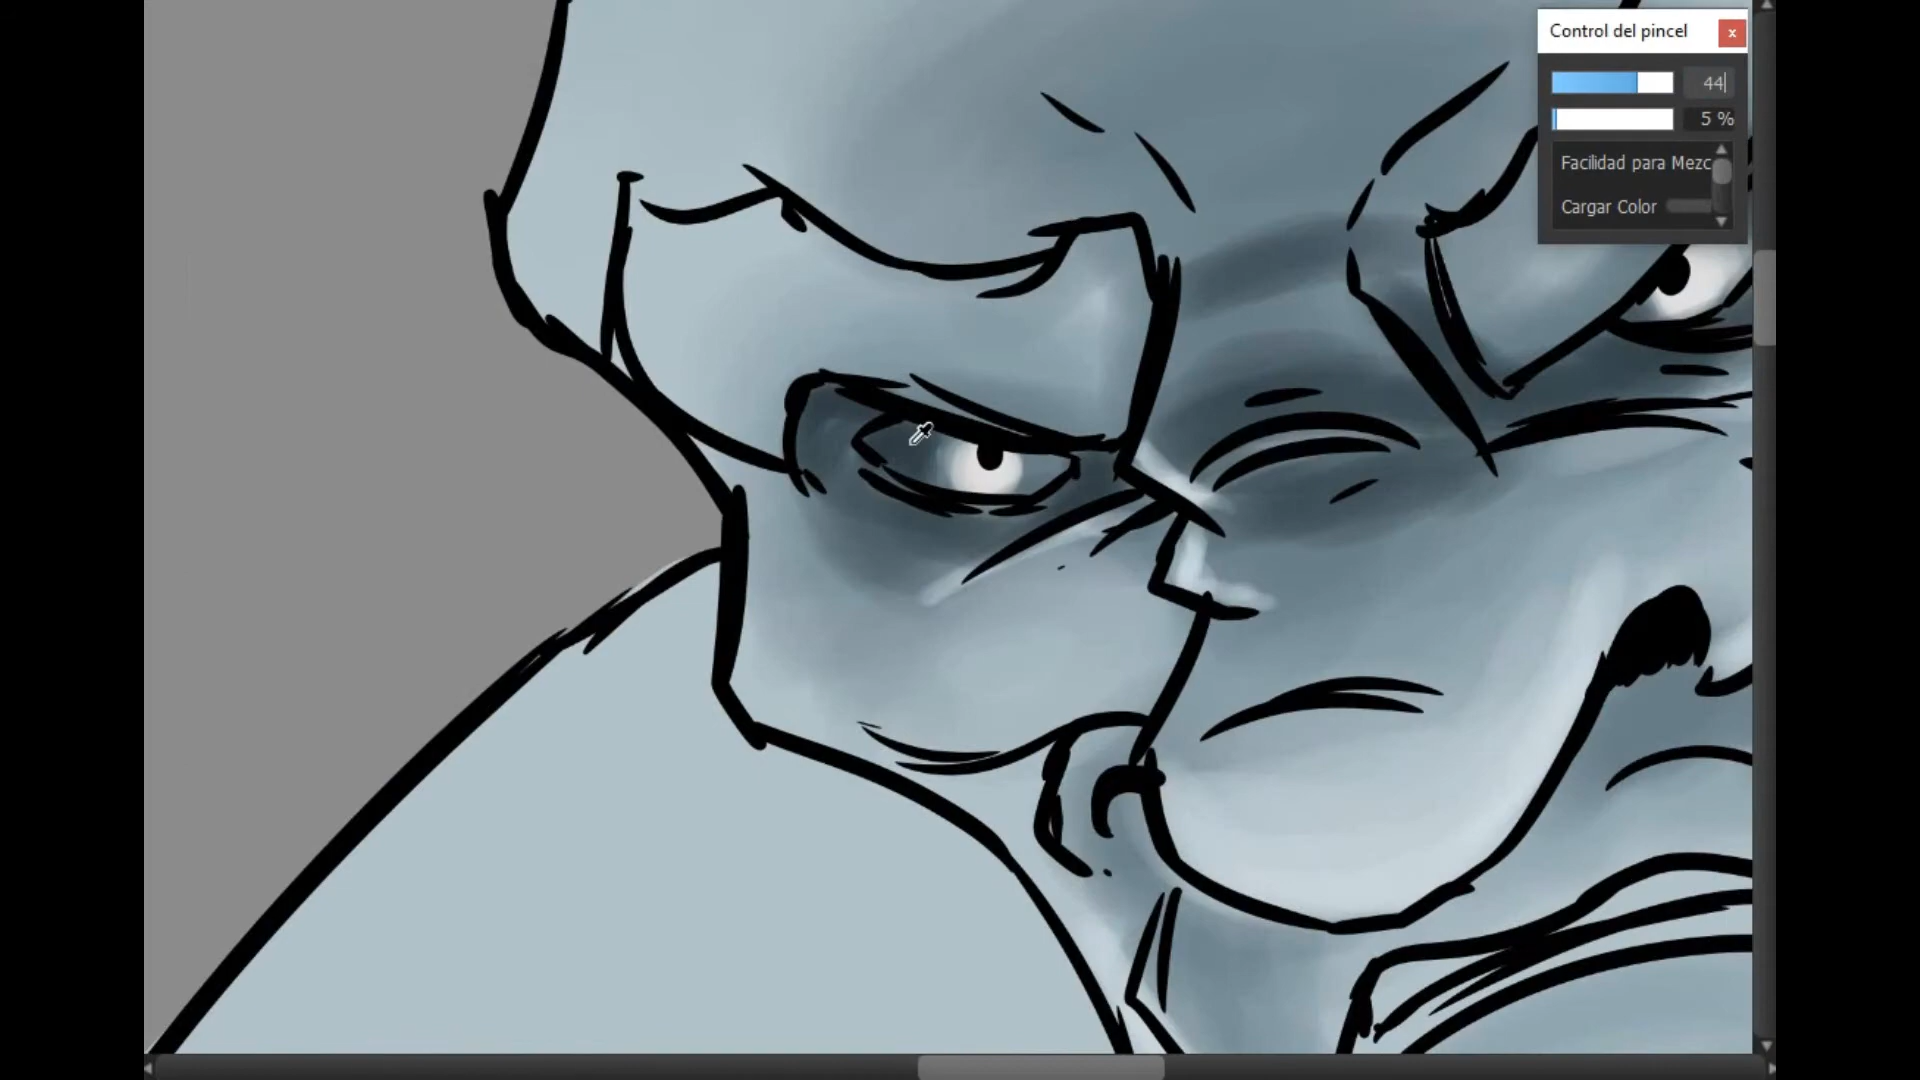 Control del pincel
x
44
5 %
Facilidad para Mezc
Cargar Color